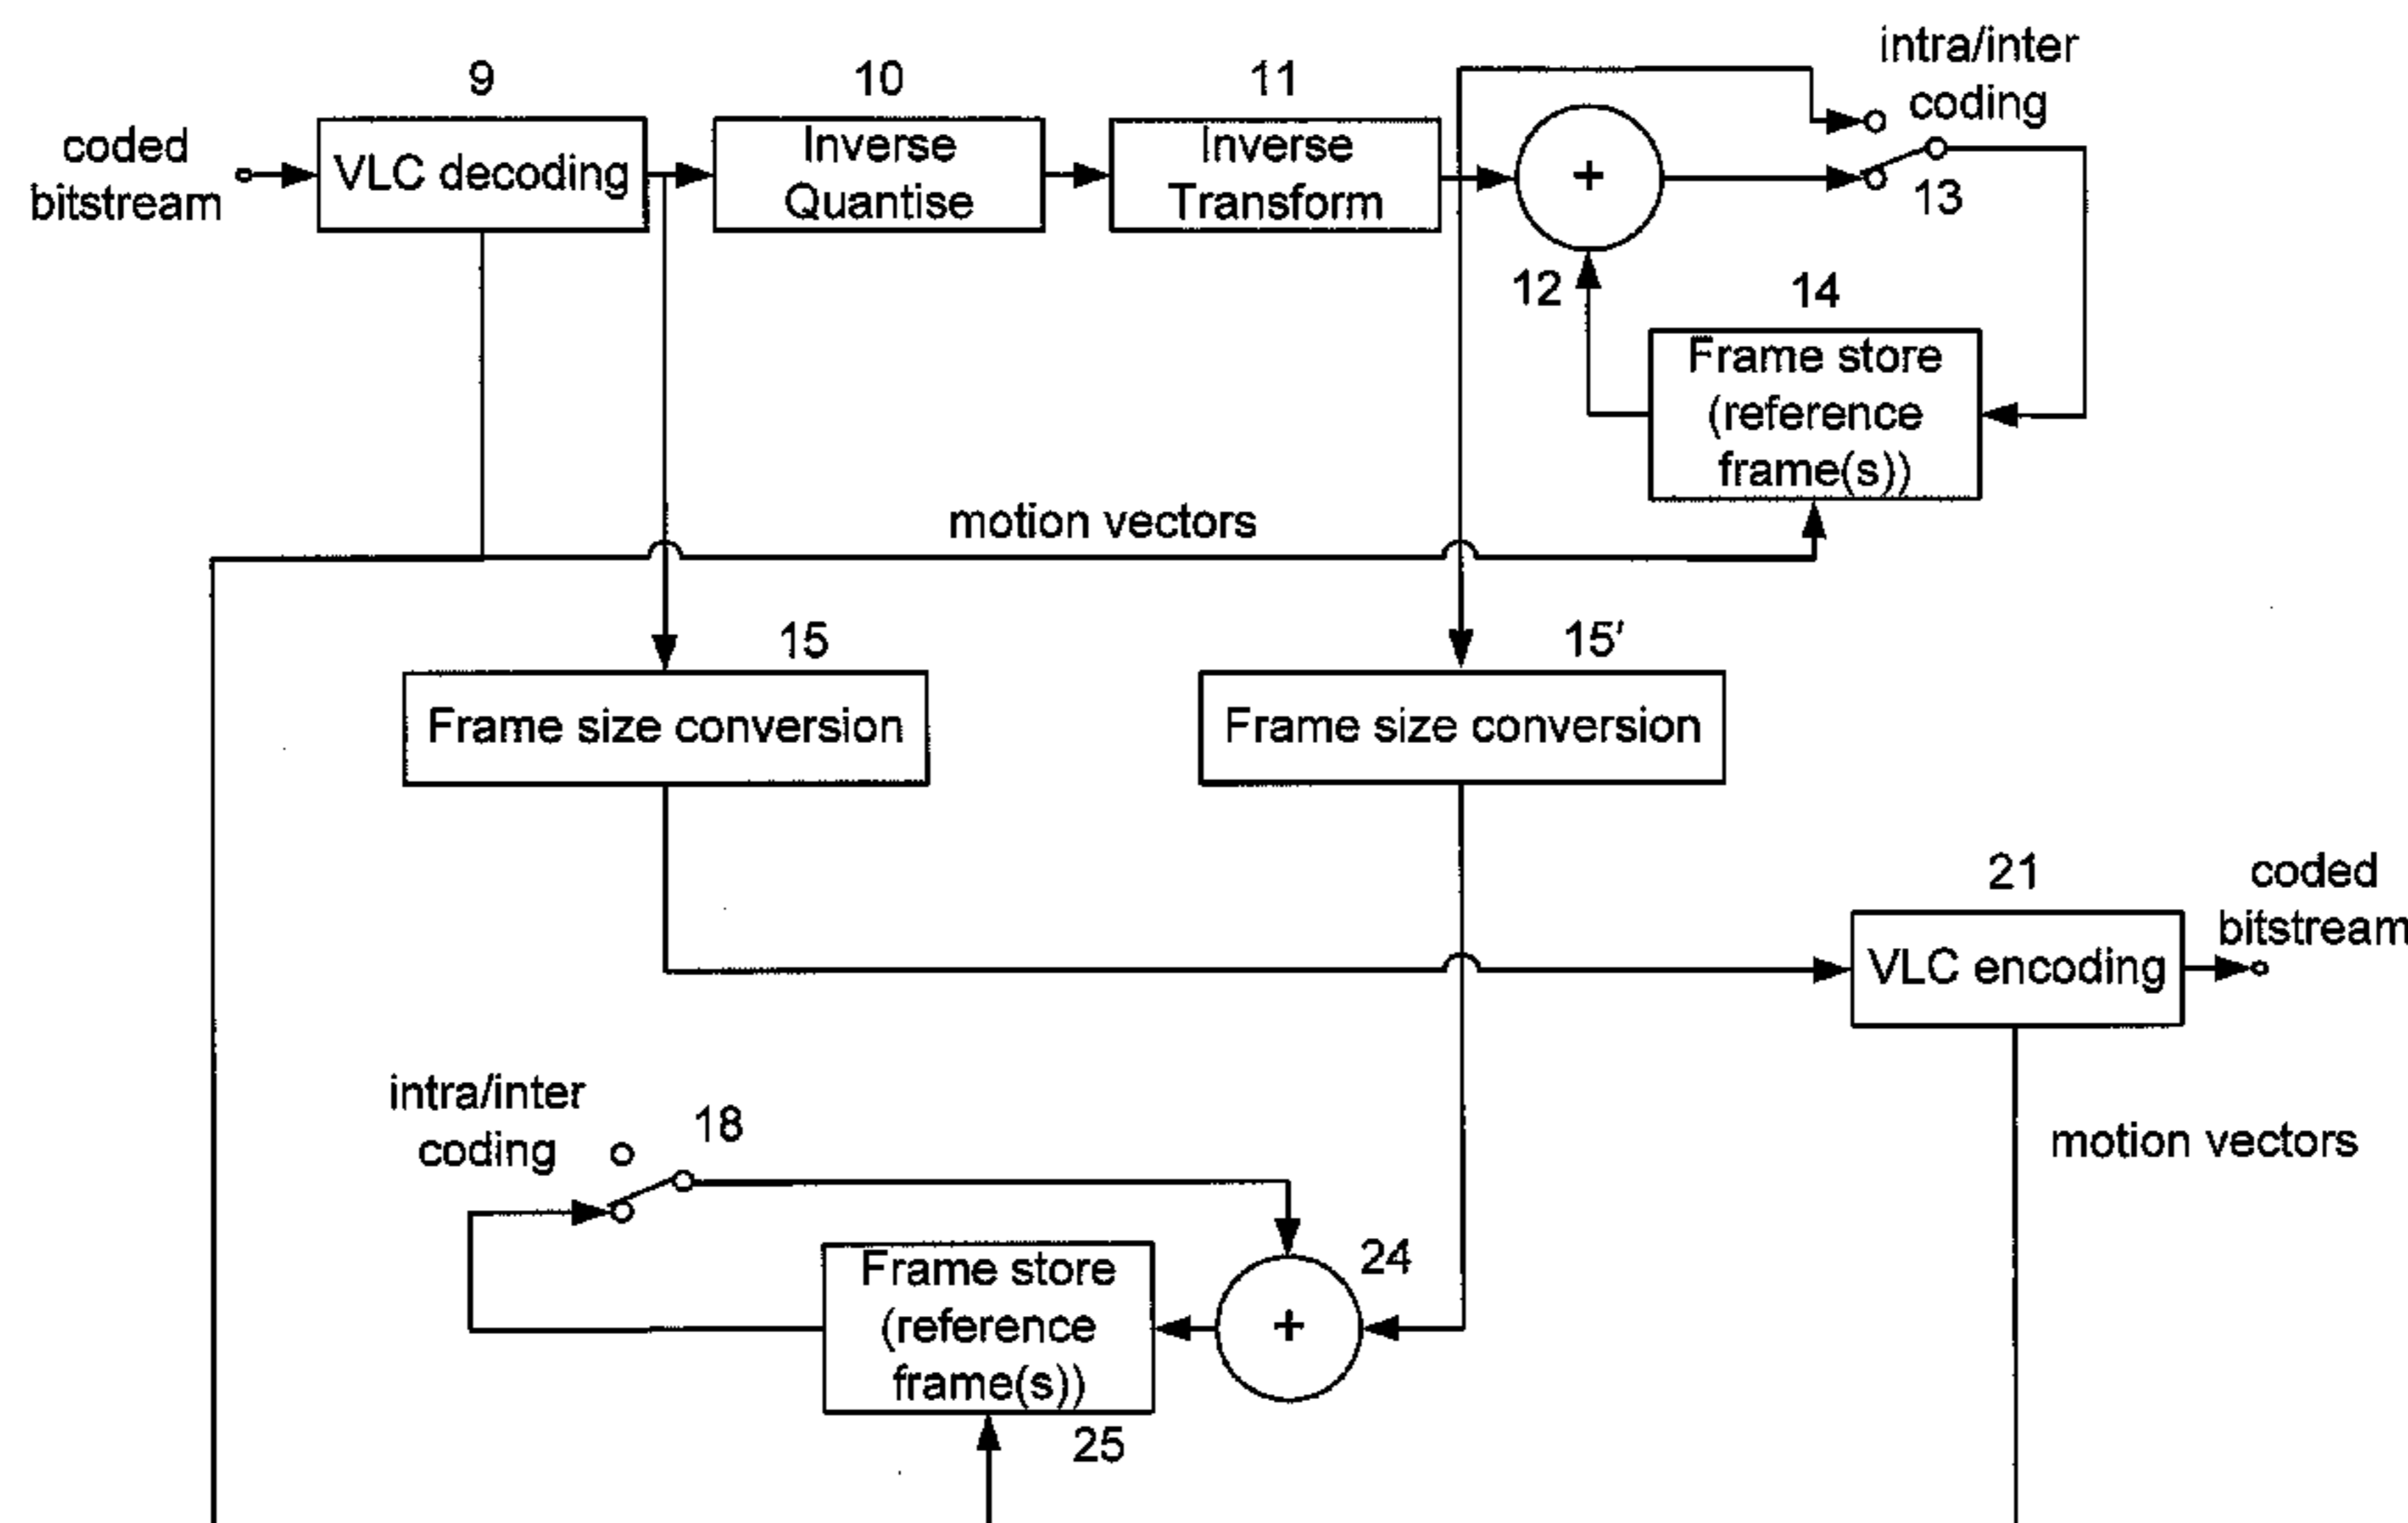 intra/inter
coding
9
10
11
coded
bitstream
VLC decoding
Inverse
Quantise
Inverse
Transform
+
13
12
14
Frame store
(reference
frame(s))
motion vectors
15
15'
Frame size conversion
Frame size conversion
21
coded
bitstream
VLC encoding
intra/inter
coding
18
motion vectors
24
Frame store
(reference
frame(s))
+
25